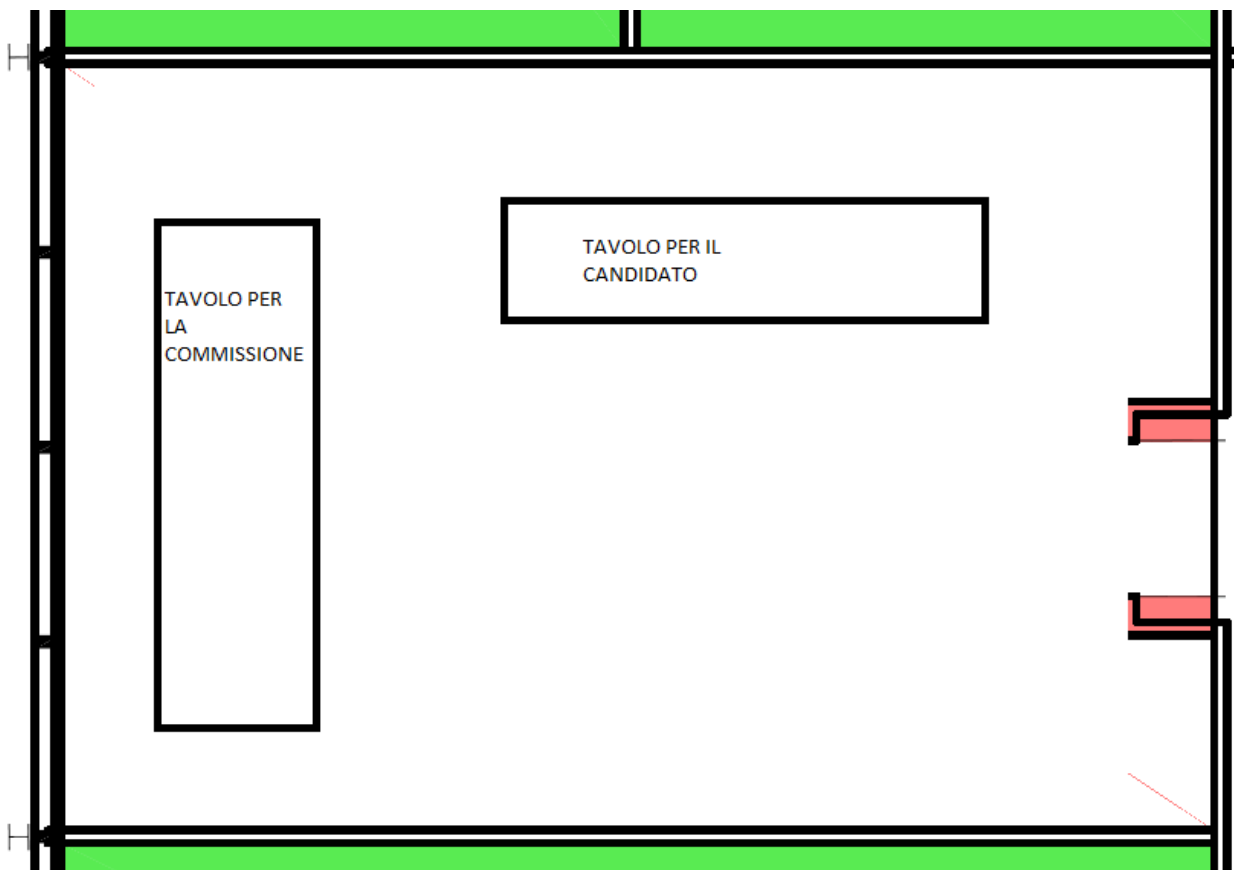 TAVOLO PER IL
CANDIDATO
TAVOLO PER
LA
COMMISSIONE